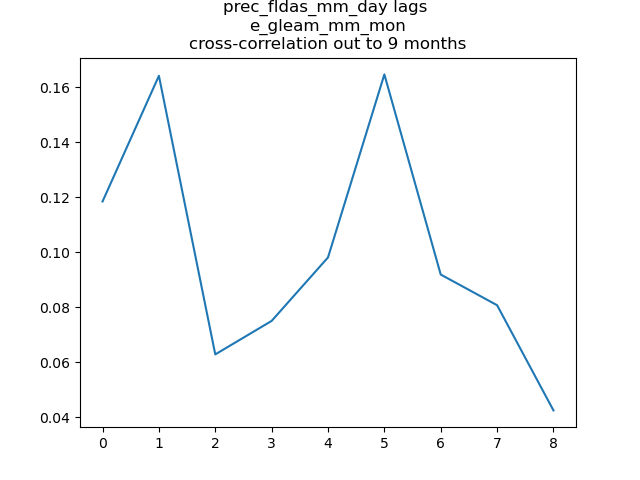 prec_fldas_mm_day lags
e_gleam_mm_mon
cross-correlation out to 9 months
0.16
0.14
0.12
0.10
0.08
0.06
0.04
0 1 2 3 4 5 6 7 8